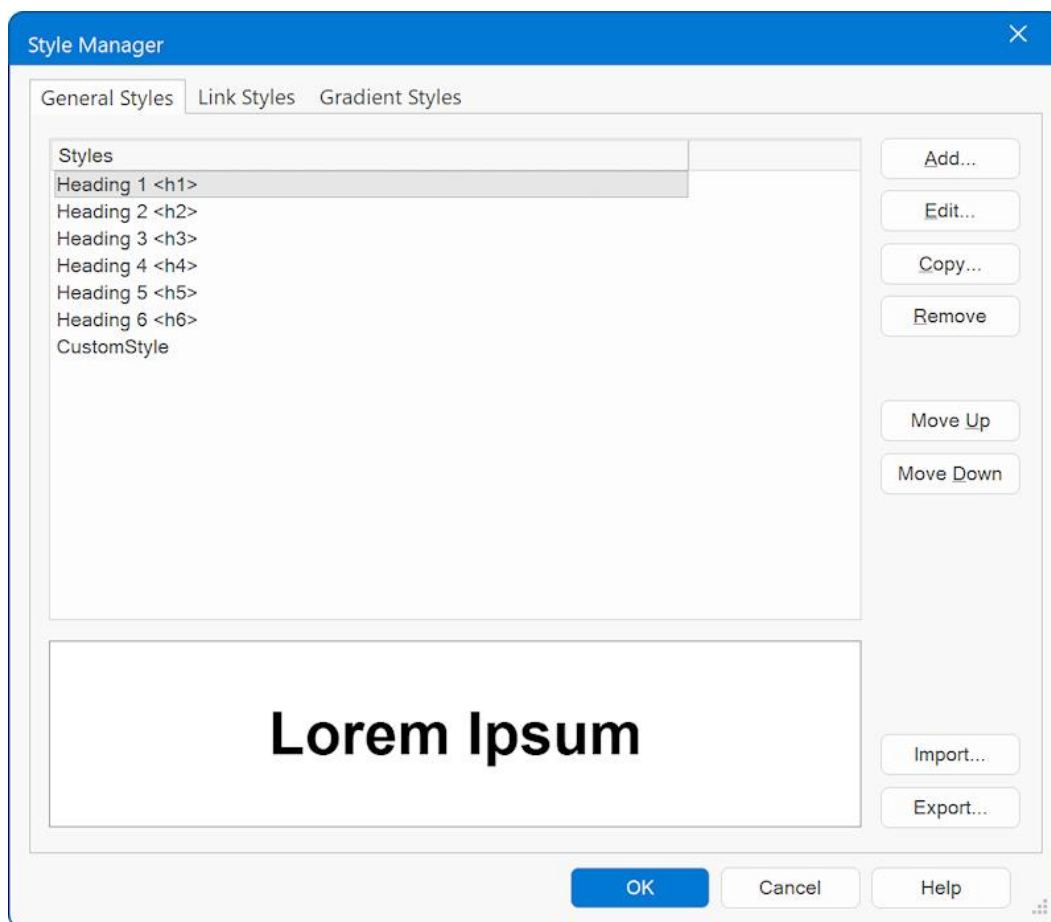 Style Manager
General Styles Link Styles Gradient Styles
Styles
Heading 1 <h1>
Heading 2 <h2>
Heading 3 <h3>
Heading 4 <h4>
Heading 5 <h5>
Heading 6 <h6>
CustomStyle
Add...
Edit...
Copy...
Remove
Move Up
Move Down
Lorem Ipsum
Import...
Export...
OK Cancel Help